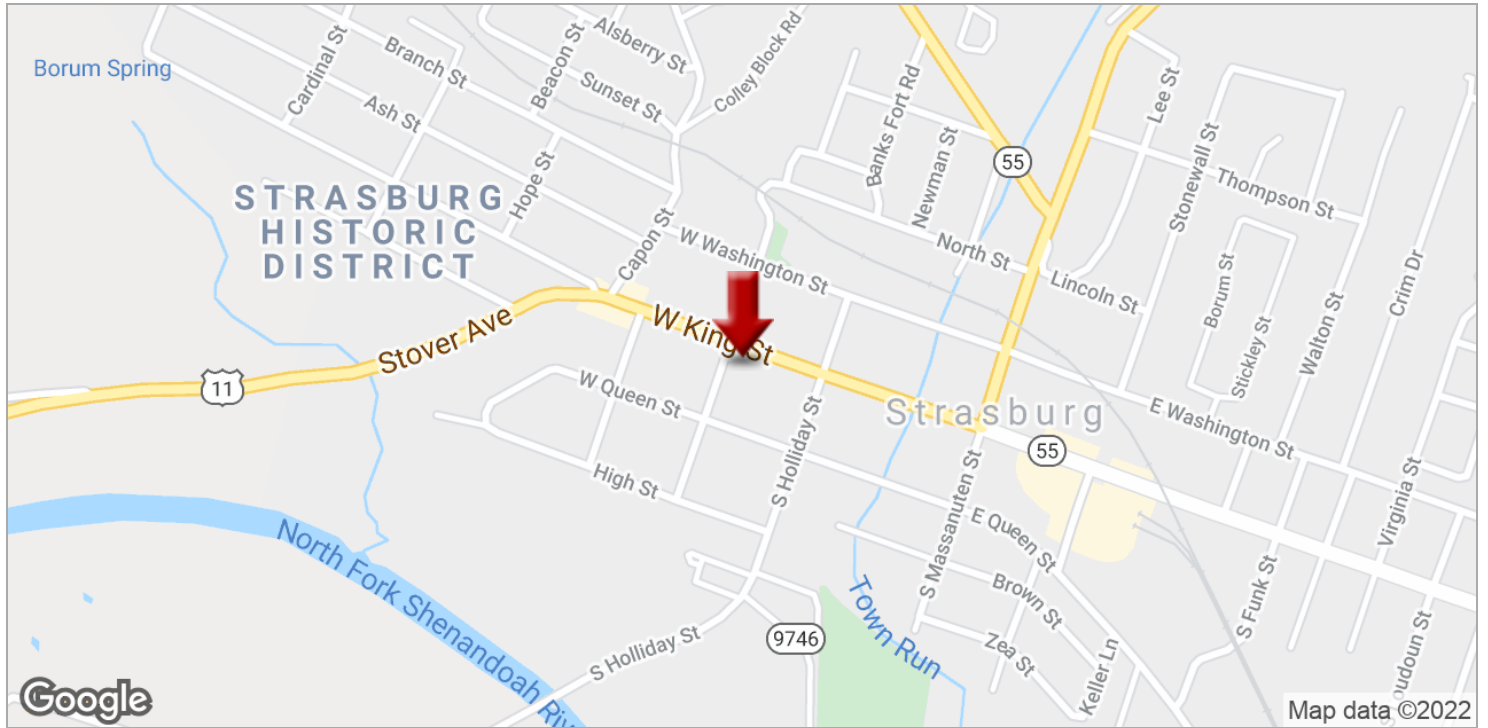 Borum Spring
Cardinal St
Branch St
Ash St
Beacon St
Alsberry St
Sunset St
Colley Block Rd
Hope St
Capon St
STRASBURG
HISTORIC
DISTRICT
W Washington St
Banks Fort Rd
Newman St
55
North St
Lincoln St
Lee St
Stonewall St
Thompson St
Borum St
Stickley St
Walton St
Crim Dr
Stover Ave
W King St
11
W Queen St
High St
S Holliday St
Strasburg
55
E Washington St
Virginia St
S Massanuten St
E Queen St
Brown St
Zea St
Keller Ln
S Funk St
Loudoun St
North Fork Shenandoah Riv
S Holliday St
9746
Town Run
Google
Map data ©2022